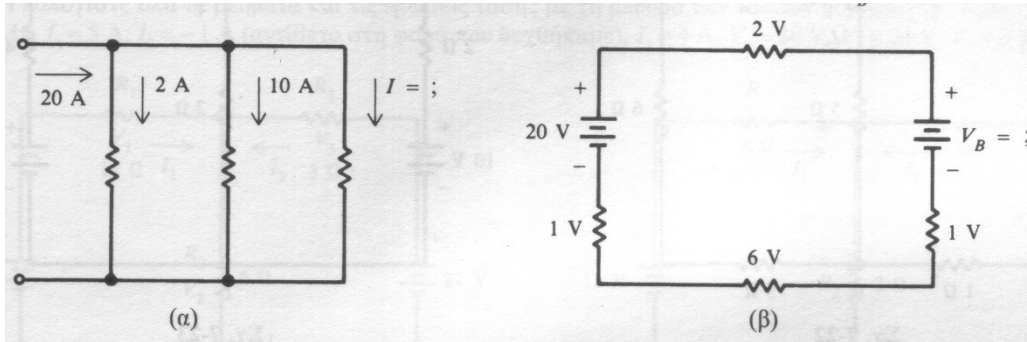 20 A
2 A
10 A
I = ;
(α)
2 V
+
+
20 V
V_B = ;
−
−
1 V
1 V
6 V
(β)